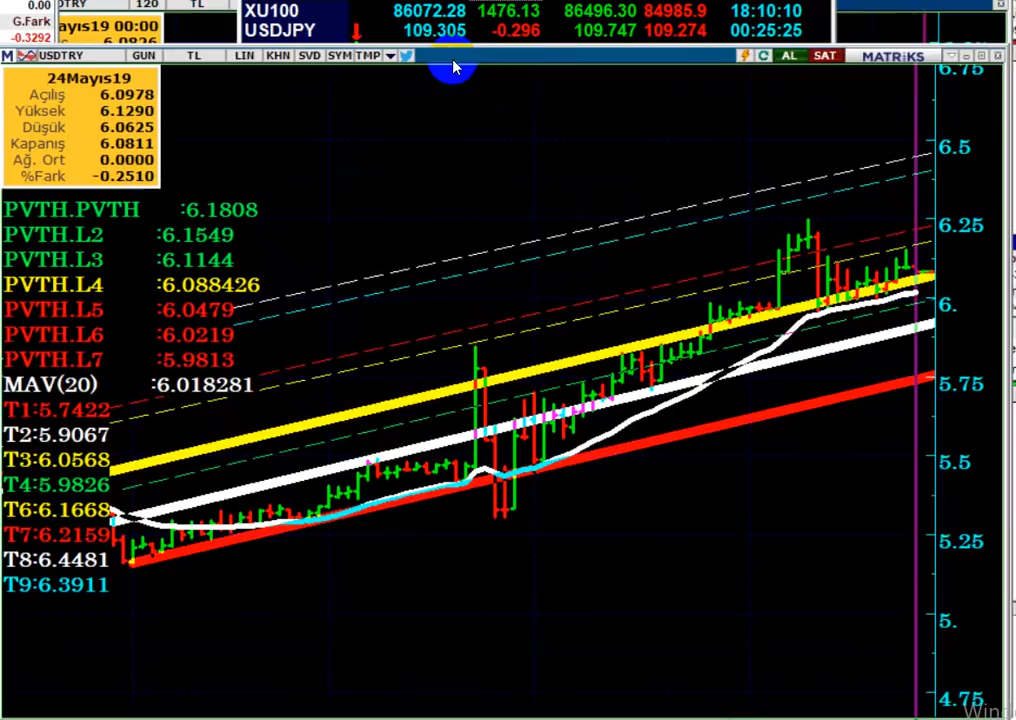 0.00
G.Fark
-0.3292
120
TL
ayıs19 00:00
XU100 86072.28 1476.13 86496.30 84985.9 18:10:10
USDJPY 109.305 -0.296 109.747 109.274 00:25:25
M USDTRY GUN TL LIN KHN SVD SYM TMP AL SAT MATRIKS
24Mayıs19
Açılış 6.0978
Yüksek 6.1290
Düşük 6.0625
Kapanış 6.0811
Ağ. Ort 0.0000
%Fark -0.2510
PVTH.PVTH :6.1808
PVTH.L2 :6.1549
PVTH.L3 :6.1144
PVTH.L4 :6.088426
PVTH.L5 :6.0479
PVTH.L6 :6.0219
PVTH.L7 :5.9813
MAV(20) :6.018281
T1:5.7422
T2:5.9067
T3:6.0568
T4:5.9826
T6:6.1668
T7:6.2159
T8:6.4481
T9:6.3911
6.75
6.5
6.25
6.
5.75
5.5
5.25
5.
4.75